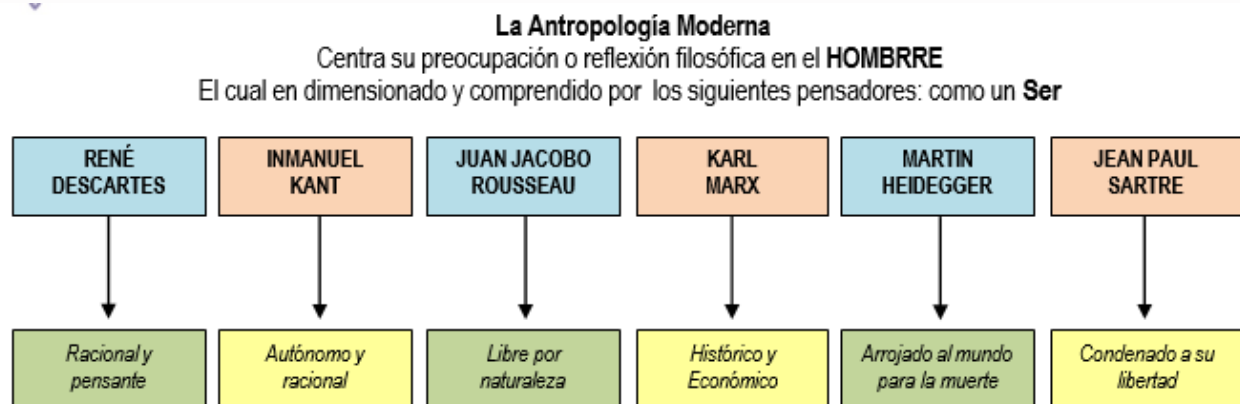 La Antropología Moderna
Centra su preocupación o reflexión filosófica en el HOMBRRE
El cual en dimensionado y comprendido por los siguientes pensadores: como un Ser
RENÉ
DESCARTES
INMANUEL
KANT
JUAN JACOBO
ROUSSEAU
KARL
MARX
MARTIN
HEIDEGGER
JEAN PAUL
SARTRE
Racional y
pensante
Autónomo y
racional
Libre por
naturaleza
Histórico y
Económico
Arrojado al mundo
para la muerte
Condenado a su
libertad